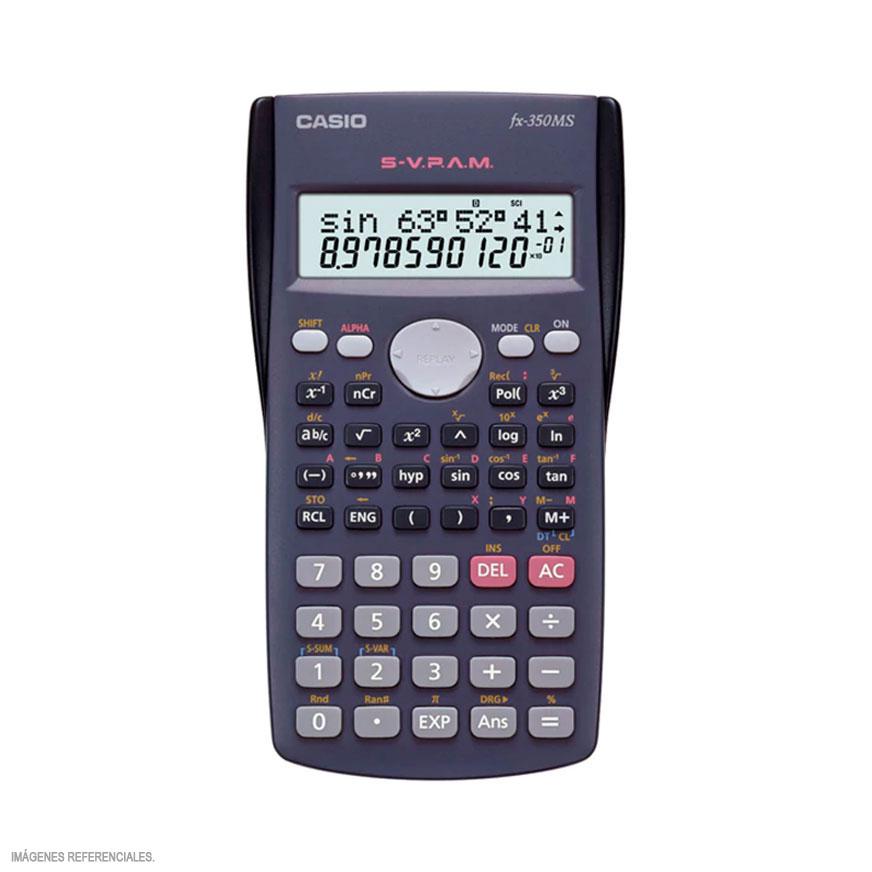 CASIO fx-350MS
S-V.P.A.M.
D SCI
sin 63°52°41
8.978590120 ×10 -01
SHIFT ALPHA MODE CLR ON
REPLAY
x! nPr Rec( : ³√
x⁻¹ nCr Pol( x³
d/c ˣ√ 10ˣ eˣ e
ab/c √ x² ^ log ln
A ← B C sin⁻¹ D cos⁻¹ E tan⁻¹ F
(−) °,,, hyp sin cos tan
STO ← X ; Y M− M
RCL ENG ( ) , M+
DT CL
INS OFF
7 8 9 DEL AC
4 5 6 × ÷
S-SUM S-VAR
1 2 3 + −
Rnd Ran# π DRG▶ %
0 · EXP Ans =
IMÁGENES REFERENCIALES.